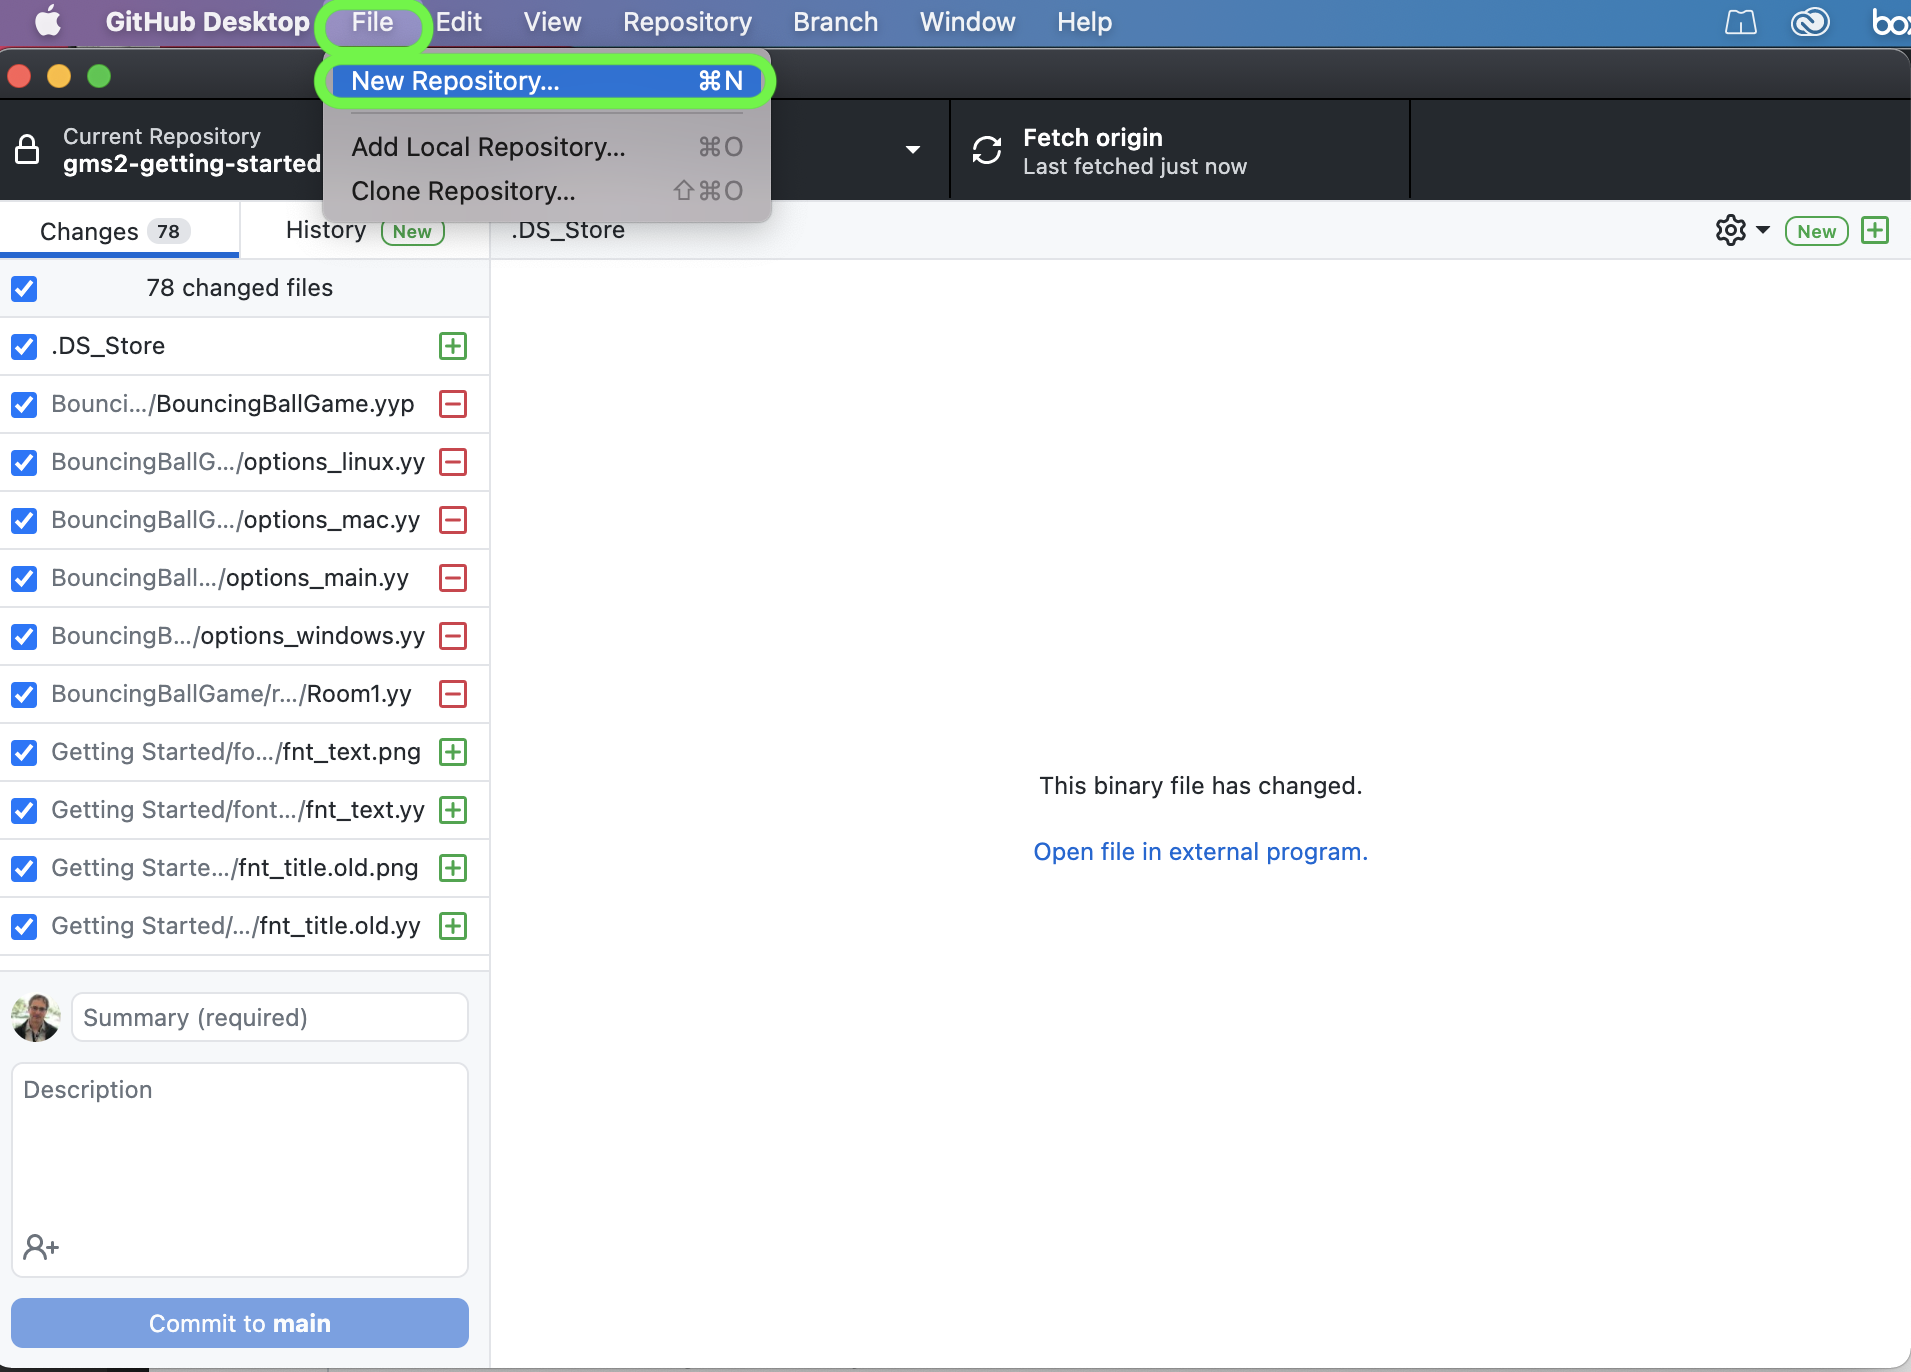 GitHub Desktop File Edit View Repository Branch Window Help
New Repository... ⌘N
Add Local Repository... ⌘O
Clone Repository... ⇧⌘O
Current Repository
gms2-getting-started
Fetch origin
Last fetched just now
Changes 78
History New
.DS_Store
New
78 changed files
.DS_Store
Bounci.../BouncingBallGame.yyp
BouncingBallG.../options_linux.yy
BouncingBallG.../options_mac.yy
BouncingBall.../options_main.yy
BouncingB.../options_windows.yy
BouncingBallGame/r.../Room1.yy
Getting Started/fo.../fnt_text.png
Getting Started/font.../fnt_text.yy
Getting Starte.../fnt_title.old.png
Getting Started/.../fnt_title.old.yy
This binary file has changed.
Open file in external program.
Summary (required)
Description
Commit to main